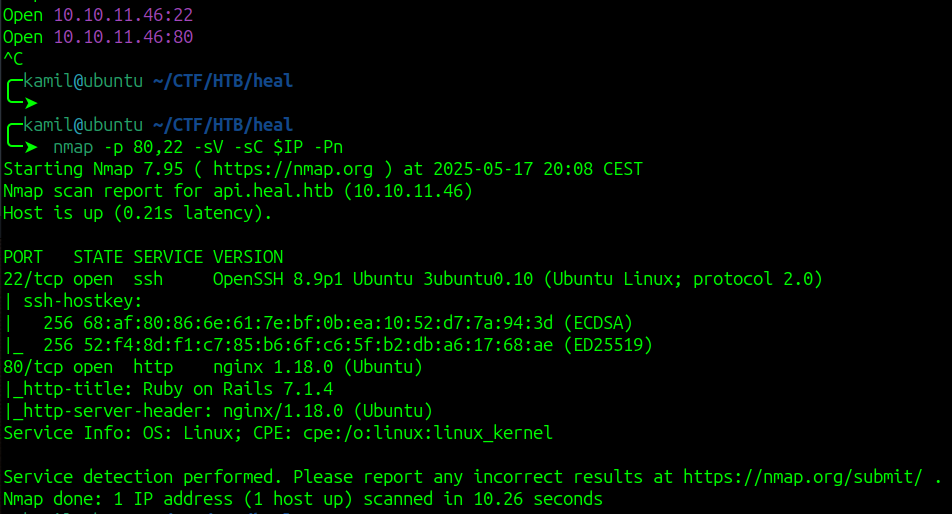 Open 10.10.11.46:22
Open 10.10.11.46:80
^C
╭─kamil@ubuntu ~/CTF/HTB/heal
╰─➤
╭─kamil@ubuntu ~/CTF/HTB/heal
╰─➤  nmap -p 80,22 -sV -sC $IP -Pn
Starting Nmap 7.95 ( https://nmap.org ) at 2025-05-17 20:08 CEST
Nmap scan report for api.heal.htb (10.10.11.46)
Host is up (0.21s latency).

PORT   STATE SERVICE VERSION
22/tcp open  ssh     OpenSSH 8.9p1 Ubuntu 3ubuntu0.10 (Ubuntu Linux; protocol 2.0)
| ssh-hostkey:
|   256 68:af:80:86:6e:61:7e:bf:0b:ea:10:52:d7:7a:94:3d (ECDSA)
|_  256 52:f4:8d:f1:c7:85:b6:6f:c6:5f:b2:db:a6:17:68:ae (ED25519)
80/tcp open  http    nginx 1.18.0 (Ubuntu)
|_http-title: Ruby on Rails 7.1.4
|_http-server-header: nginx/1.18.0 (Ubuntu)
Service Info: OS: Linux; CPE: cpe:/o:linux:linux_kernel

Service detection performed. Please report any incorrect results at https://nmap.org/submit/ .
Nmap done: 1 IP address (1 host up) scanned in 10.26 seconds